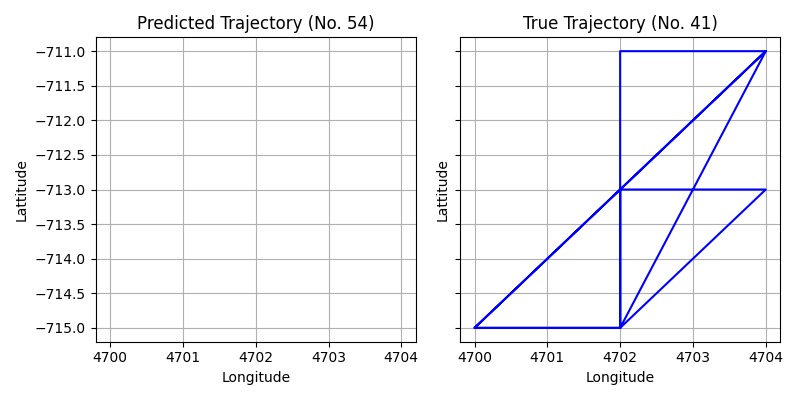 Predicted Trajectory (No. 54)
True Trajectory (No. 41)
Lattitude
−711.0
−711.5
−712.0
−712.5
−713.0
−713.5
−714.0
−714.5
−715.0
4700 4701 4702 4703 4704
Longitude
Lattitude
4700 4701 4702 4703 4704
Longitude